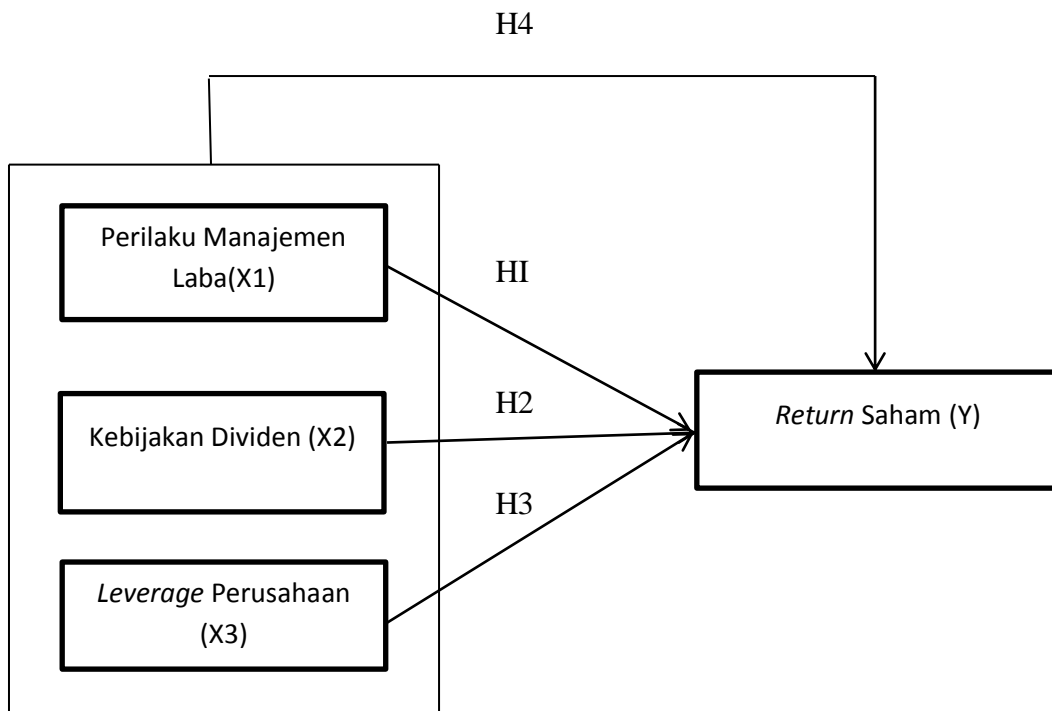 H4
Perilaku Manajemen
Laba(X1)
HI
Kebijakan Dividen (X2)
H2
Return Saham (Y)
H3
Leverage Perusahaan
(X3)